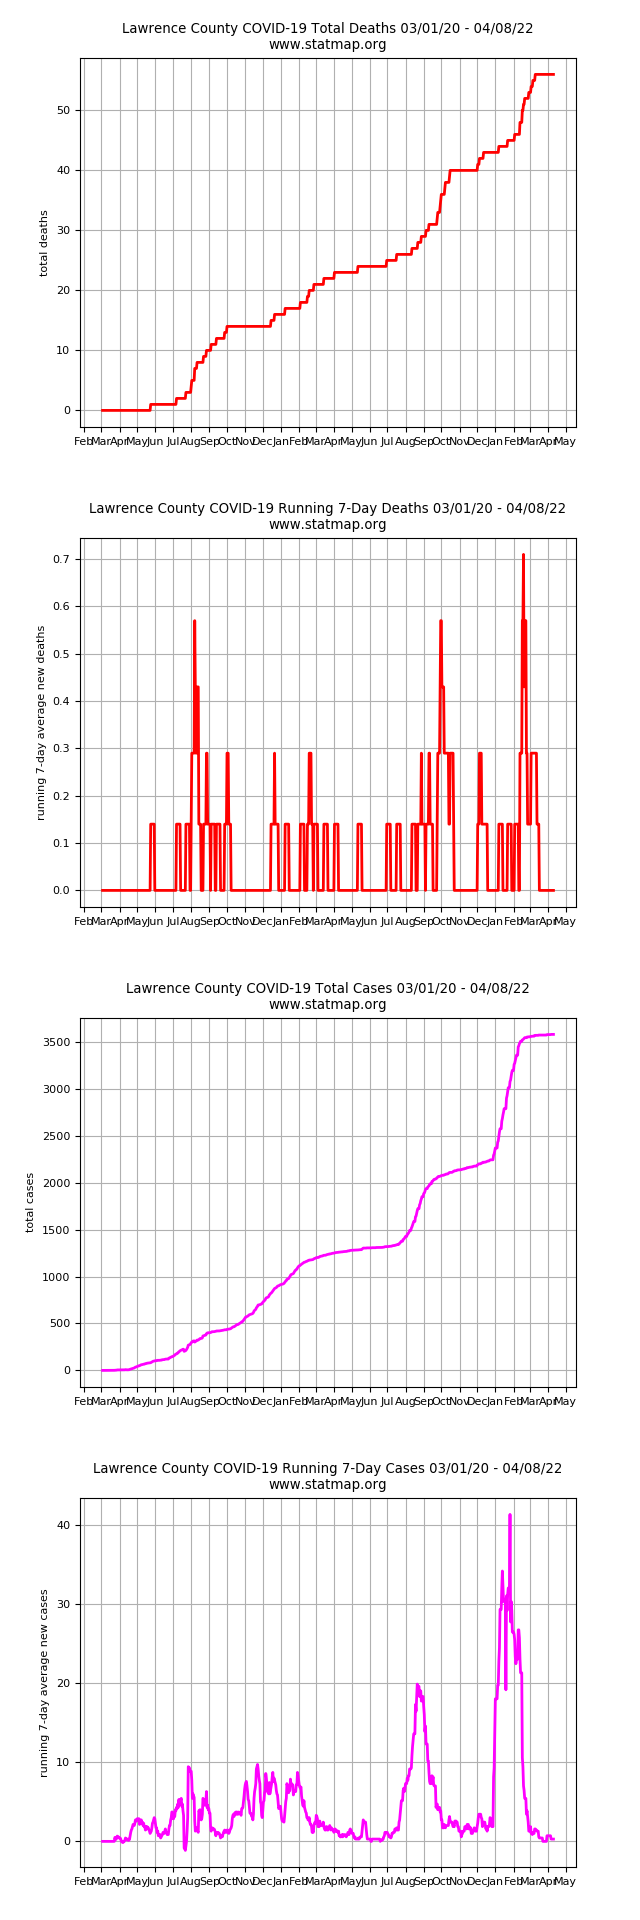 Lawrence County COVID-19 Total Deaths 03/01/20 - 04/08/22
www.statmap.org
total deaths
50
40
30
20
10
0
Feb Mar Apr May Jun Jul Aug Sep Oct Nov Dec Jan Feb Mar Apr May Jun Jul Aug Sep Oct Nov Dec Jan Feb Mar Apr May
Lawrence County COVID-19 Running 7-Day Deaths 03/01/20 - 04/08/22
www.statmap.org
running 7-day average new deaths
0.7
0.6
0.5
0.4
0.3
0.2
0.1
0.0
Feb Mar Apr May Jun Jul Aug Sep Oct Nov Dec Jan Feb Mar Apr May Jun Jul Aug Sep Oct Nov Dec Jan Feb Mar Apr May
Lawrence County COVID-19 Total Cases 03/01/20 - 04/08/22
www.statmap.org
total cases
3500
3000
2500
2000
1500
1000
500
0
Feb Mar Apr May Jun Jul Aug Sep Oct Nov Dec Jan Feb Mar Apr May Jun Jul Aug Sep Oct Nov Dec Jan Feb Mar Apr May
Lawrence County COVID-19 Running 7-Day Cases 03/01/20 - 04/08/22
www.statmap.org
running 7-day average new cases
40
30
20
10
0
Feb Mar Apr May Jun Jul Aug Sep Oct Nov Dec Jan Feb Mar Apr May Jun Jul Aug Sep Oct Nov Dec Jan Feb Mar Apr May